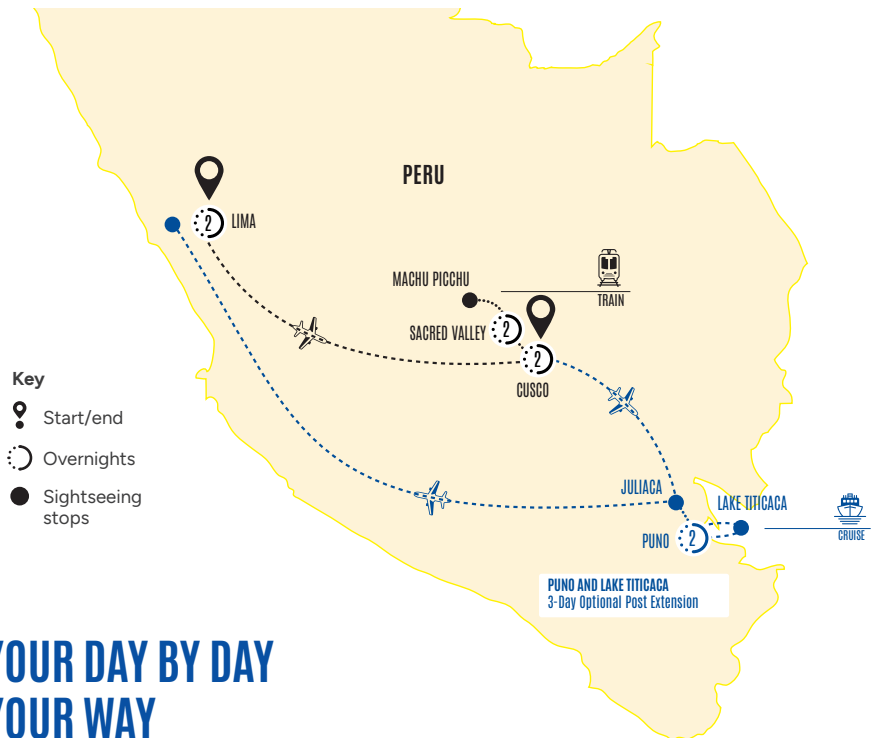 PERU
2
LIMA
MACHU PICCHU
TRAIN
SACRED VALLEY
2
2
CUSCO
Key
Start/end
Overnights
Sightseeing
stops
JULIACA
LAKE TITICACA
PUNO
2
CRUISE
PUNO AND LAKE TITICACA
3-Day Optional Post Extension
YOUR DAY BY DAY
YOUR WAY